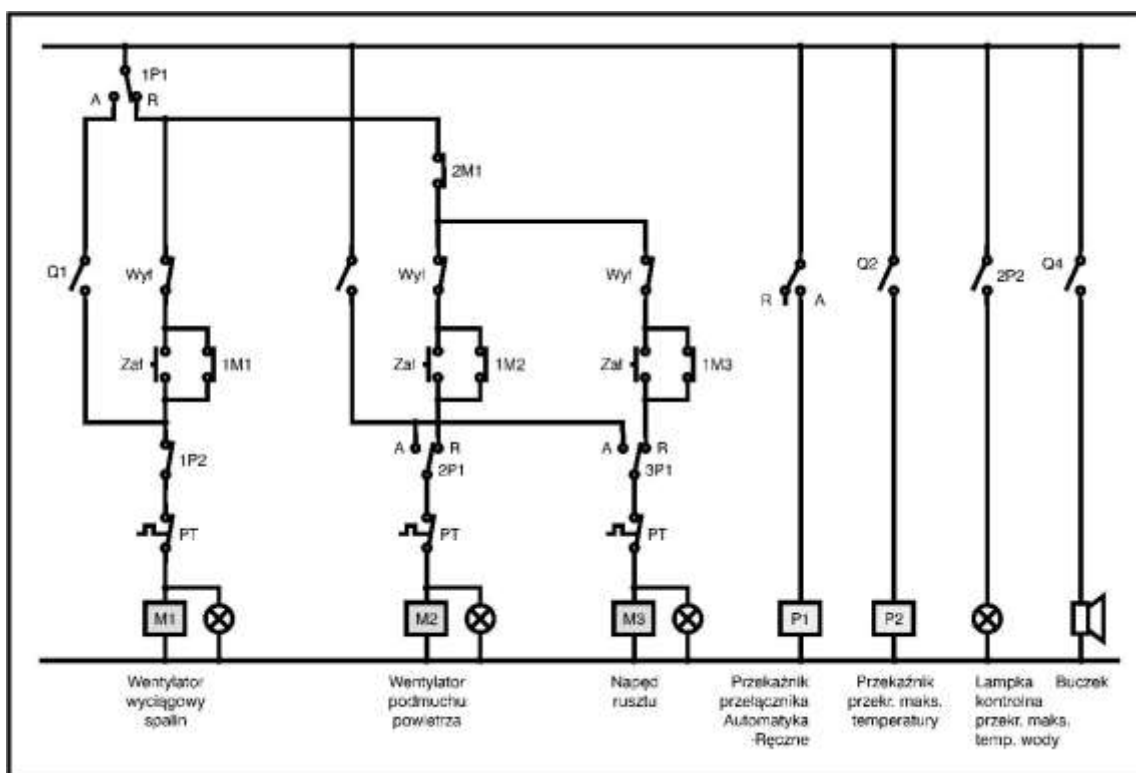 1P1
A R
2M1
Q1 Wył Wył Wył R A Q2 2P2 Q4
Zał 1M1 Zał 1M2 Zał 1M3
A R A R
1P2 2P1 3P1
PT PT PT
M1 M2 M3 P1 P2
Wentylator wyciągowy spalin
Wentylator podmuchu powietrza
Napęd rusztu
Przekaźnik przełącznika Automatyka -Ręczne
Przekaźnik przekr. maks. temperatury
Lampka kontrolna przekr. maks. temp. wody
Buczek